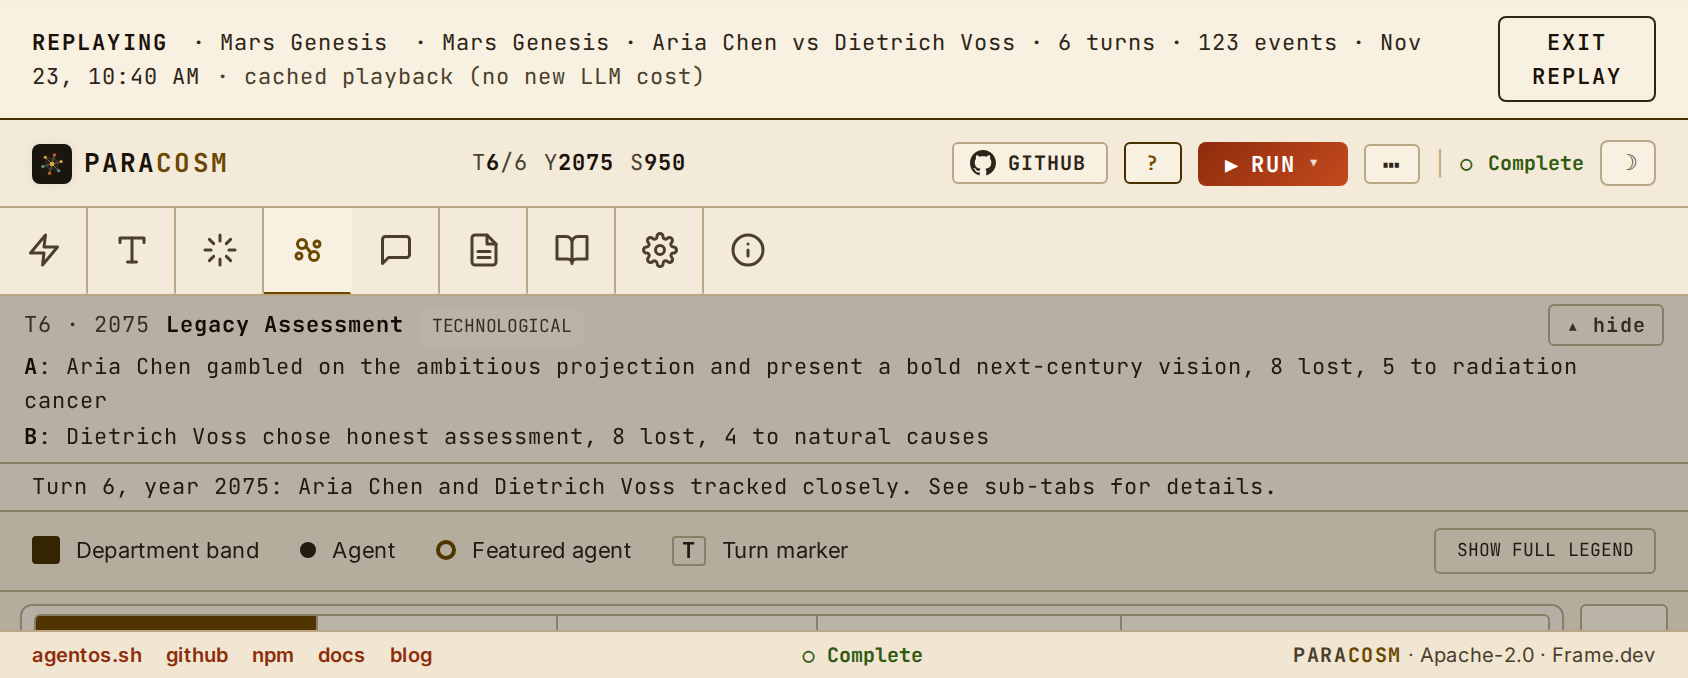 REPLAYING · Mars Genesis · Mars Genesis · Aria Chen vs Dietrich Voss · 6 turns · 123 events · Nov
23, 10:40 AM · cached playback (no new LLM cost)
EXIT
REPLAY
PARACOSM
T6/6 Y2075 S950
GITHUB
?
▶ RUN ▼
⋯
○ Complete
T
T6 · 2075 Legacy Assessment TECHNOLOGICAL
▲ hide
A: Aria Chen gambled on the ambitious projection and present a bold next-century vision, 8 lost, 5 to radiation
cancer
B: Dietrich Voss chose honest assessment, 8 lost, 4 to natural causes
Turn 6, year 2075: Aria Chen and Dietrich Voss tracked closely. See sub-tabs for details.
Department band
Agent
Featured agent
T Turn marker
SHOW FULL LEGEND
agentos.sh github npm docs blog
○ Complete
PARACOSM · Apache-2.0 · Frame.dev